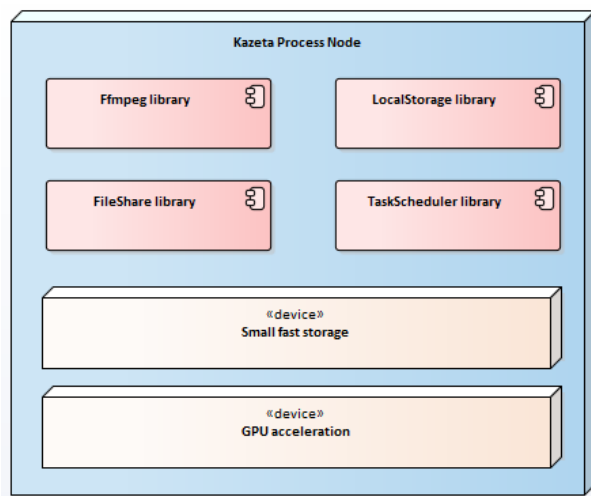 Kazeta Process Node
Ffmpeg library
LocalStorage library
FileShare library
TaskScheduler library
«device»
Small fast storage
«device»
GPU acceleration